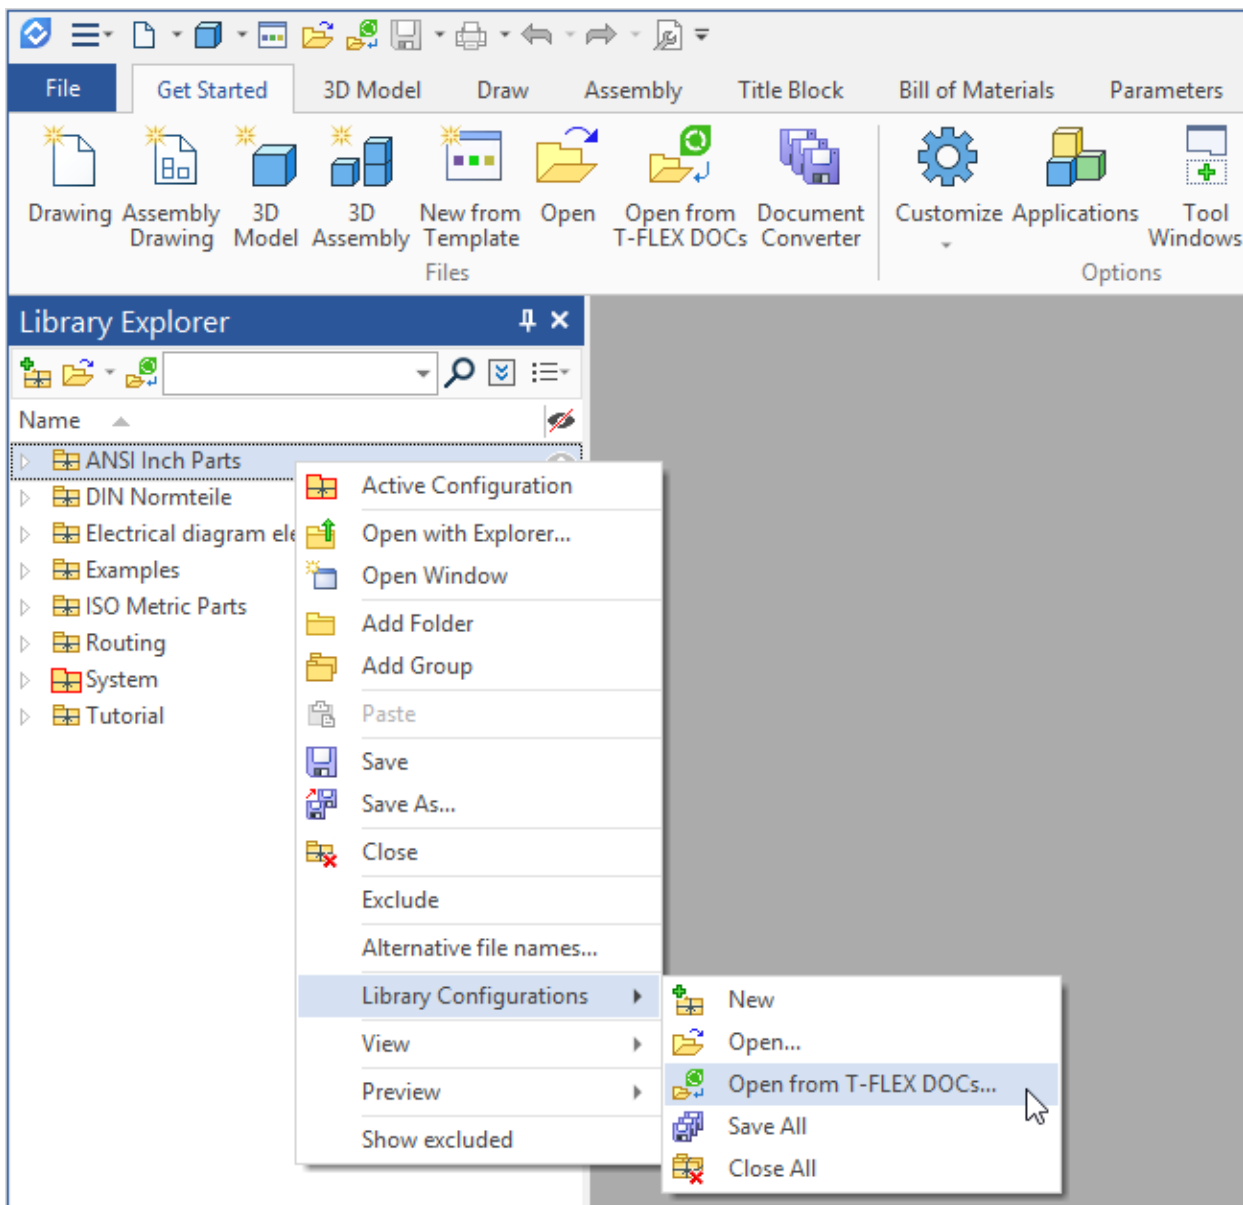 File Get Started 3D Model Draw Assembly Title Block Bill of Materials Parameters
Drawing Assembly Drawing 3D Model 3D Assembly New from Template Open Open from T-FLEX DOCs Document Converter Customize Applications Tool Windows
Files Options
Library Explorer
Name
ANSI Inch Parts
DIN Normteile
Electrical diagram ele
Examples
ISO Metric Parts
Routing
System
Tutorial
Active Configuration
Open with Explorer...
Open Window
Add Folder
Add Group
Paste
Save
Save As...
Close
Exclude
Alternative file names...
Library Configurations
View
Preview
Show excluded
New
Open...
Open from T-FLEX DOCs...
Save All
Close All